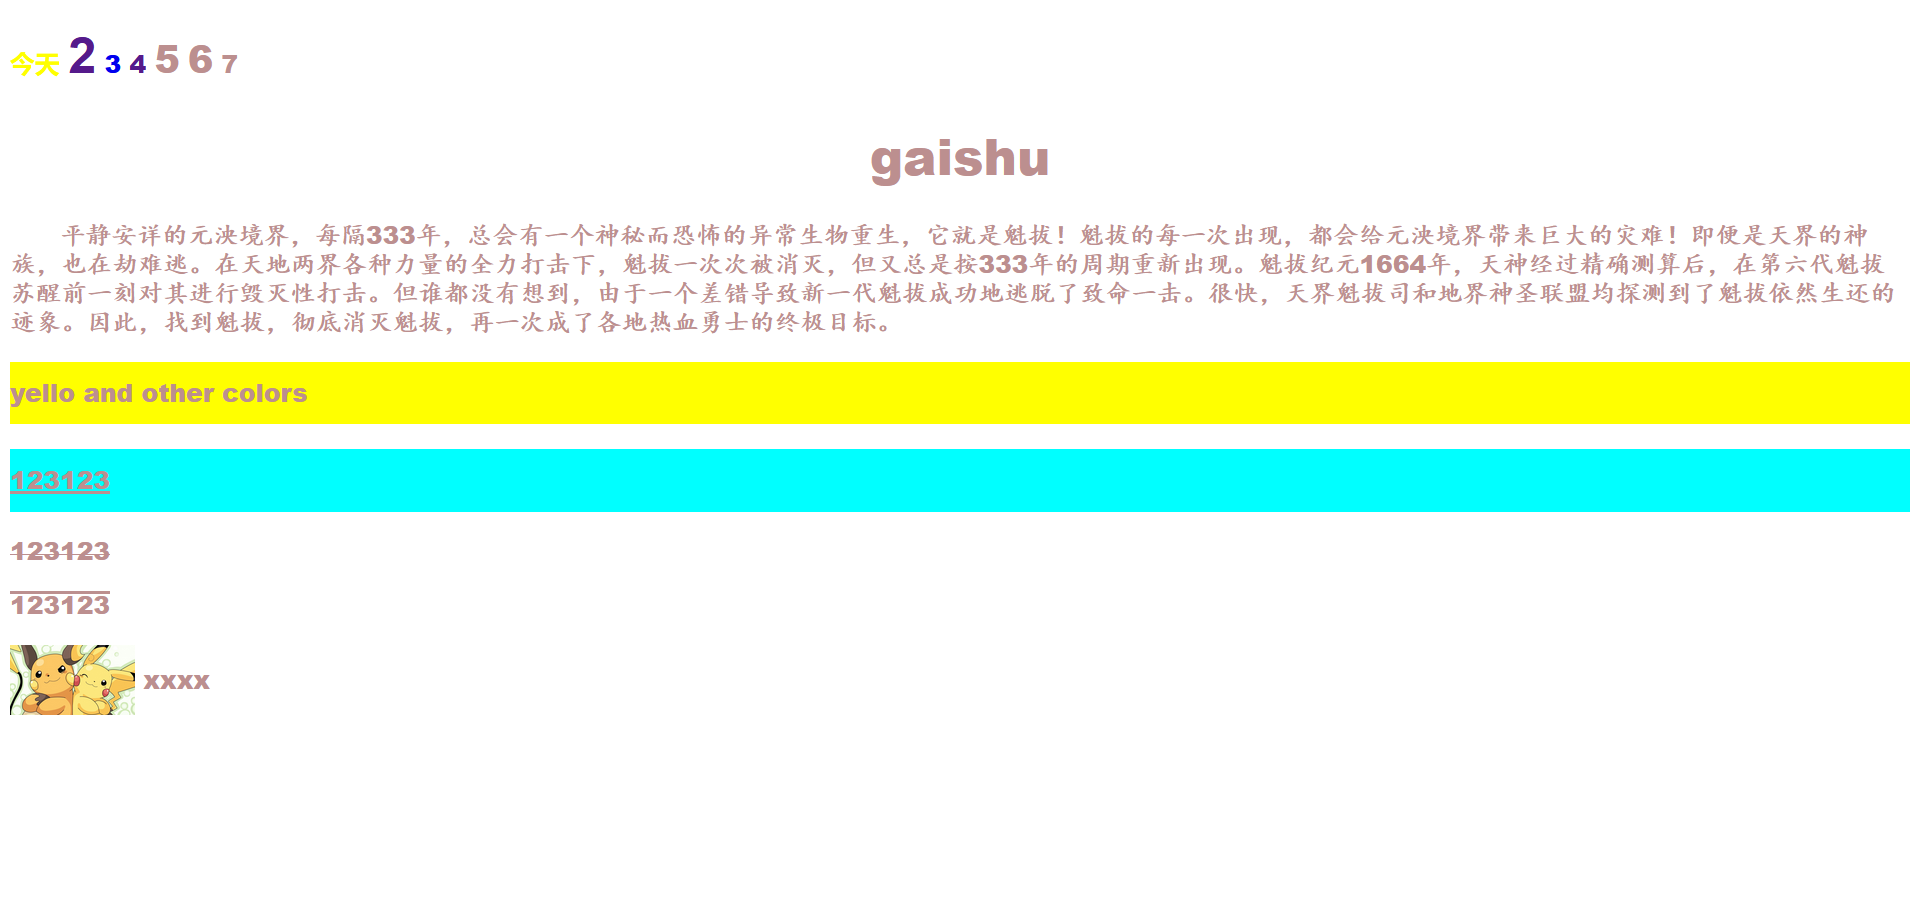 今天 2 3 4 5 6 7
gaishu
平静安详的元泱境界，每隔333年，总会有一个神秘而恐怖的异常生物重生，它就是魁拔！魁拔的每一次出现，都会给元泱境界带来巨大的灾难！即便是天界的神
族，也在劫难逃。在天地两界各种力量的全力打击下，魁拔一次次被消灭，但又总是按333年的周期重新出现。魁拔纪元1664年，天神经过精确测算后，在第六代魁拔
苏醒前一刻对其进行毁灭性打击。但谁都没有想到，由于一个差错导致新一代魁拔成功地逃脱了致命一击。很快，天界魁拔司和地界神圣联盟均探测到了魁拔依然生还的
迹象。因此，找到魁拔，彻底消灭魁拔，再一次成了各地热血勇士的终极目标。
yello and other colors
123123
123123
123123
xxxx